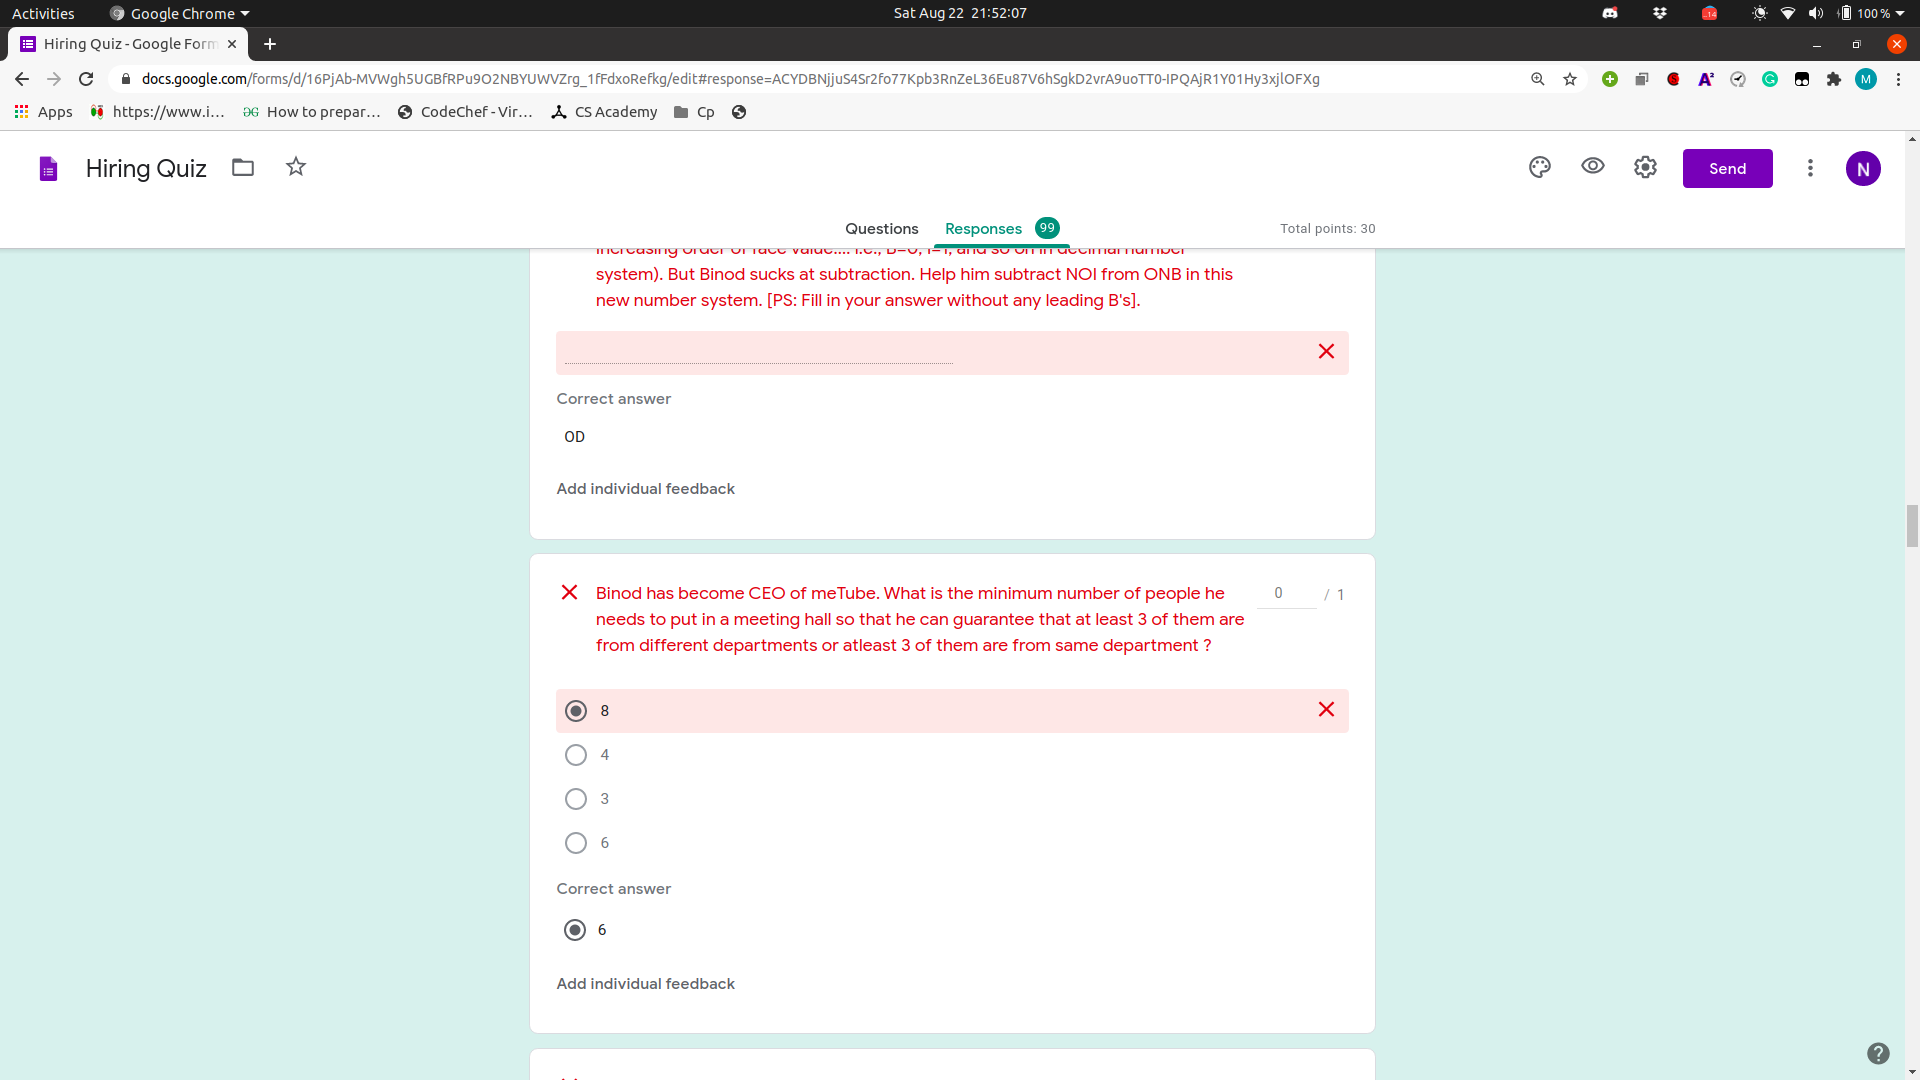 Activities
Google Chrome
Sat Aug 22 21:52:07
14
100 %
Hiring Quiz - Google Form
docs.google.com/forms/d/16PjAb-MVWgh5UGBfRPu9O2NBYUWVZrg_1fFdxoRefkg/edit#response=ACYDBNjjuS4Sr2fo77Kpb3RnZeL36Eu87V6hSgkD2vrA9uoTT0-IPQAjR1Y01Hy3xjlOFXg
M
Apps
https://www.i...
How to prepar...
CodeChef - Vir...
CS Academy
Cp
Hiring Quiz
Send
N
Questions
Responses
99
Total points: 30
increasing order of face value.... i.e., B=0, I=1, and so on in decimal number
system). But Binod sucks at subtraction. Help him subtract NOI from ONB in this
new number system. [PS: Fill in your answer without any leading B's].
Correct answer
OD
Add individual feedback
Binod has become CEO of meTube. What is the minimum number of people he
needs to put in a meeting hall so that he can guarantee that at least 3 of them are
from different departments or atleast 3 of them are from same department ?
0 / 1
8
4
3
6
Correct answer
6
Add individual feedback